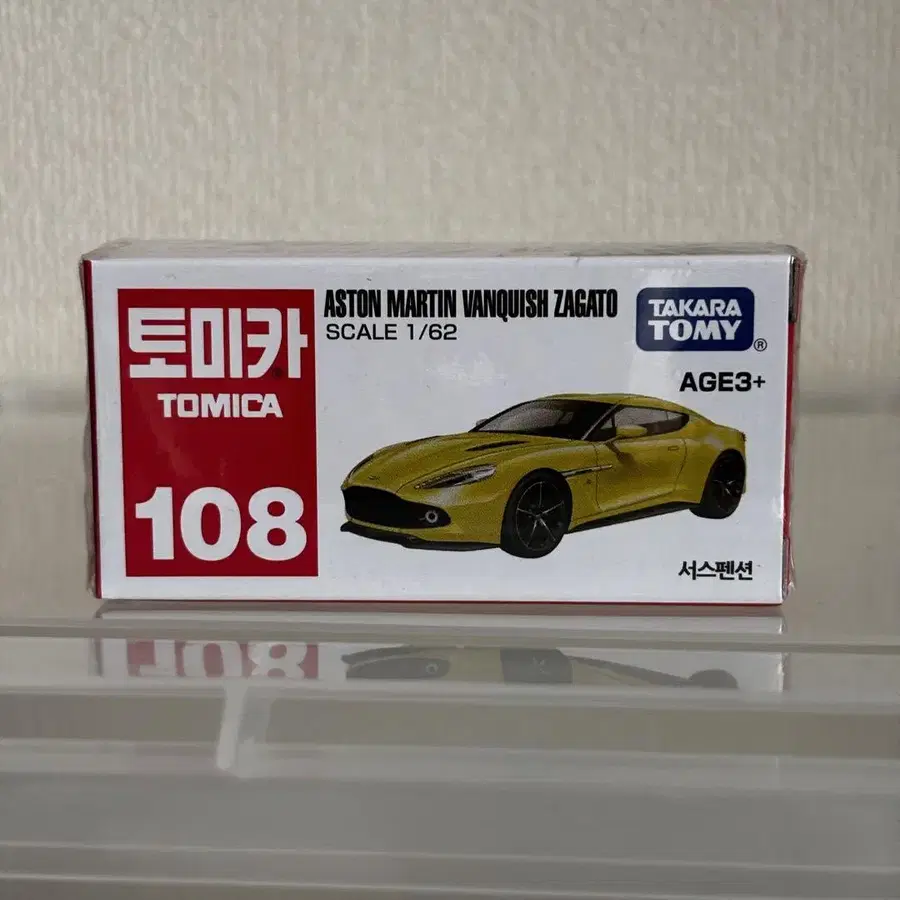 토미카
TOMICA
108
ASTON MARTIN VANQUISH ZAGATO
SCALE 1/62
TAKARA
TOMY
®
AGE3+
서스펜션